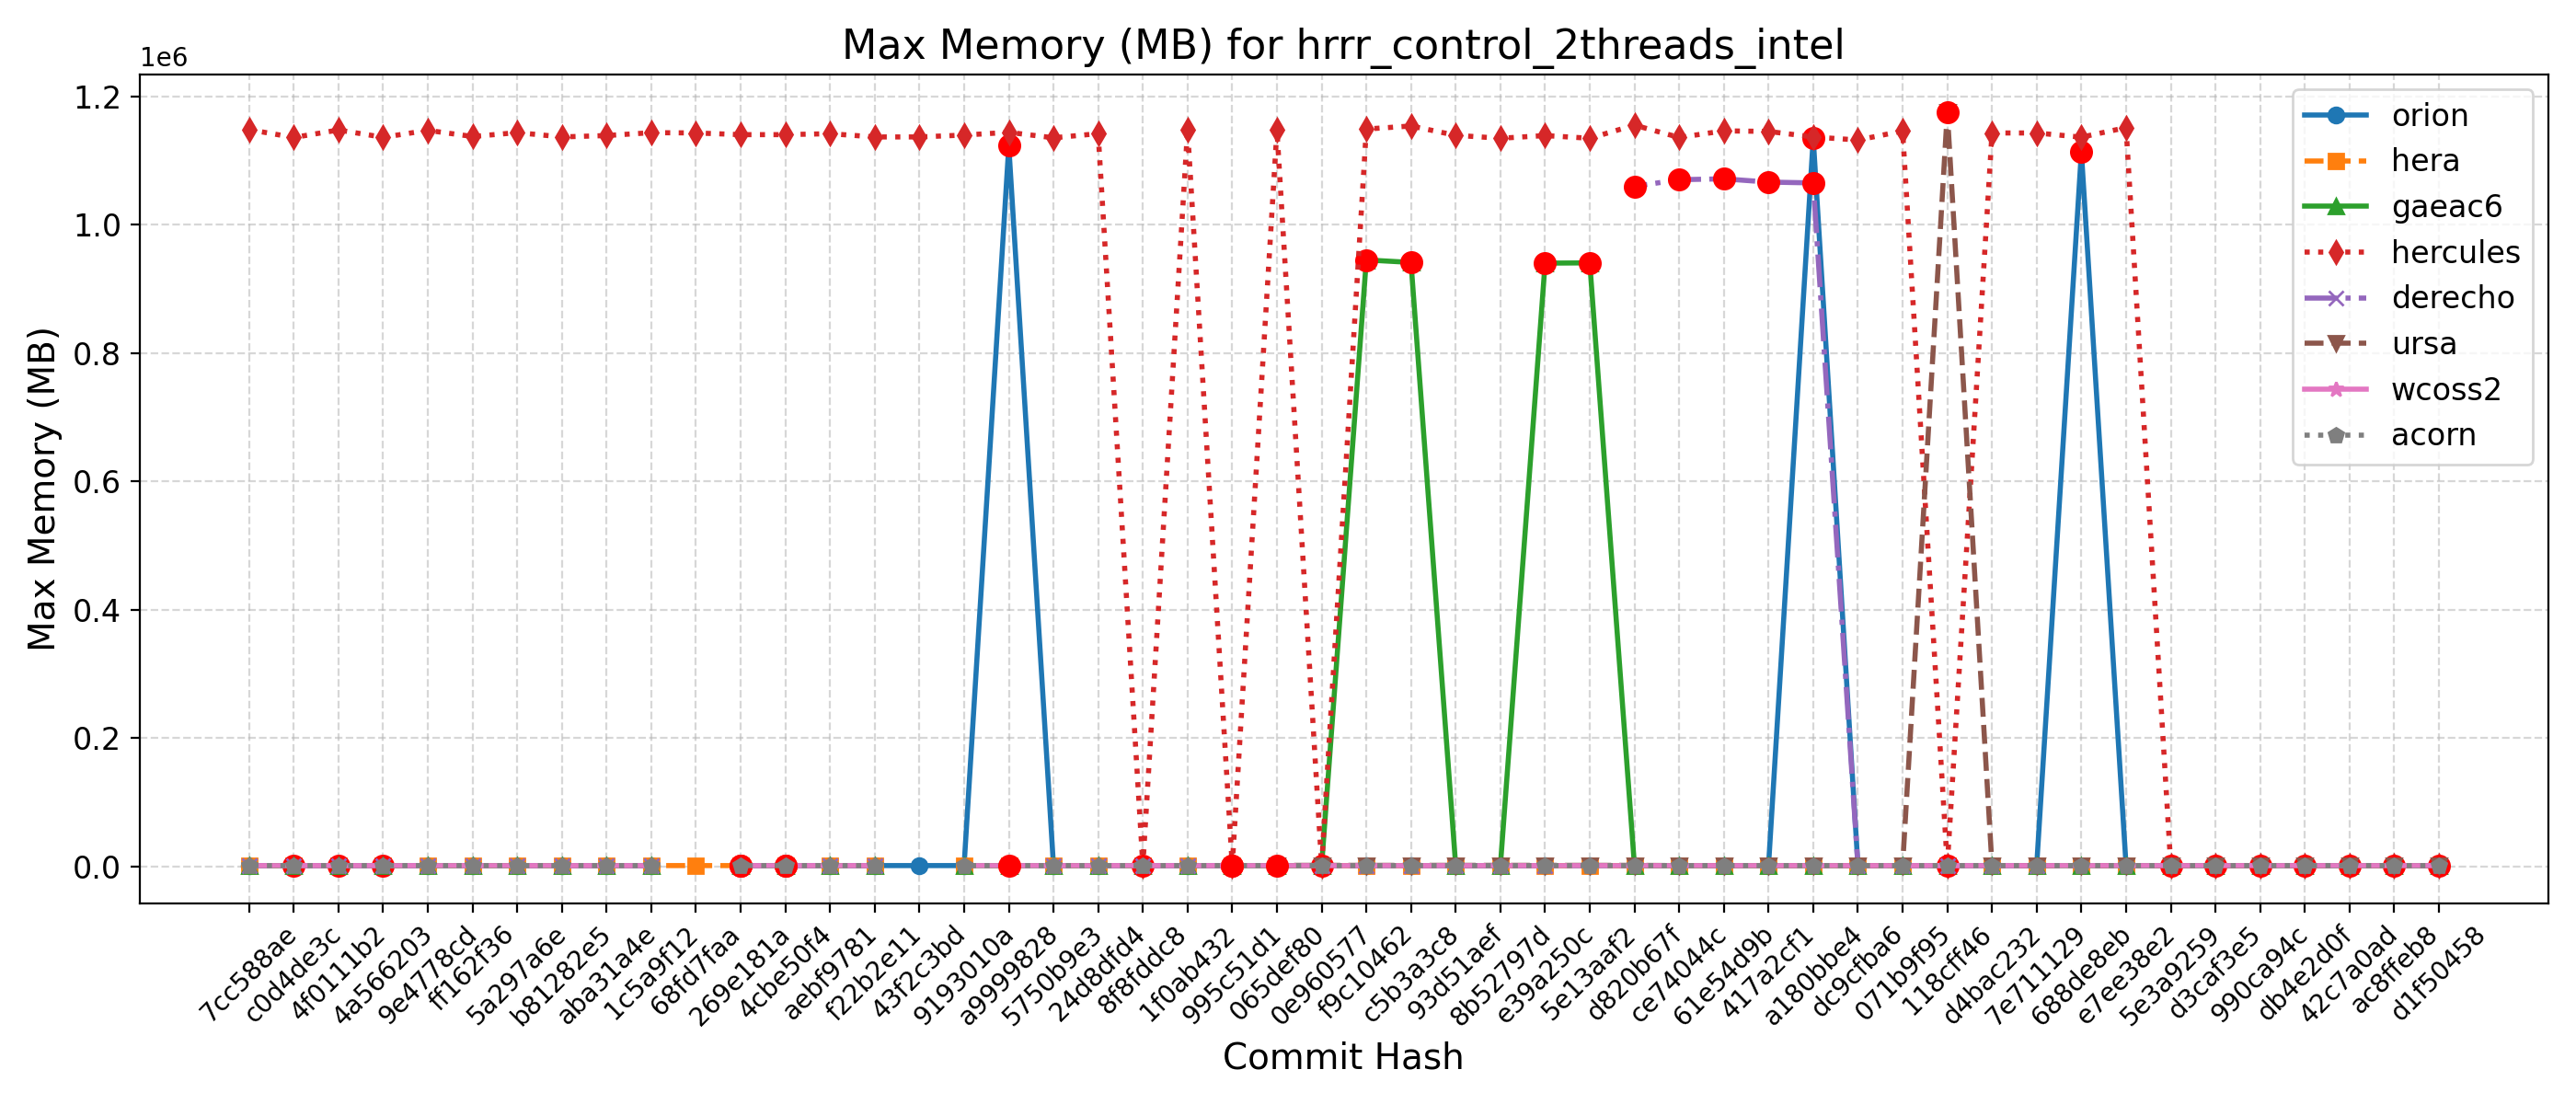 Max Memory (MB) for hrrr_control_2threads_intel
1e6
1.2
1.0
0.8
0.6
0.4
0.2
0.0
Max Memory (MB)
orion
hera
gaeac6
hercules
derecho
ursa
wcoss2
acorn
7cc588ae
c0d4de3c
4f0111b2
4a566203
9e4778cd
ff162f36
5a297a6e
b81282e5
aba31a4e
1c5a9f12
68fd7faa
269e181a
4cbe50f4
aebf9781
f22b2e11
43f2c3bd
9193010a
a9999828
5750b9e3
24d8dfd4
8f8fddc8
1f0ab432
995c51d1
065def80
0e960577
f9c10462
c5b3a3c8
93d51aef
8b52797d
e39a250c
5e13aaf2
d820b67f
ce74044c
61e54d9b
417a2cf1
a180bbe4
dc9cfba6
071b9f95
118cff46
d4bac232
7e711129
688de8eb
e7ee38e2
5e3a9259
d3caf3e5
990ca94c
db4e2d0f
42c7a0ad
ac8ffeb8
d1f50458
Commit Hash